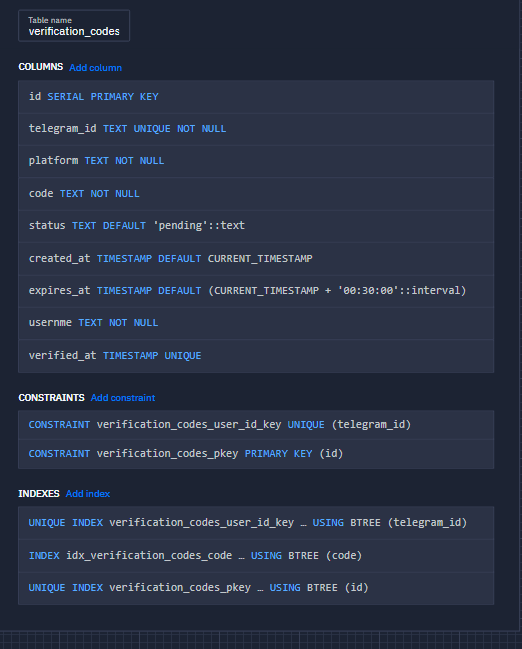 Table name
verification_codes
COLUMNS Add column
id SERIAL PRIMARY KEY
telegram_id TEXT UNIQUE NOT NULL
platform TEXT NOT NULL
code TEXT NOT NULL
status TEXT DEFAULT 'pending'::text
created_at TIMESTAMP DEFAULT CURRENT_TIMESTAMP
expires_at TIMESTAMP DEFAULT (CURRENT_TIMESTAMP + '00:30:00'::interval)
usernme TEXT NOT NULL
verified_at TIMESTAMP UNIQUE
CONSTRAINTS Add constraint
CONSTRAINT verification_codes_user_id_key UNIQUE (telegram_id)
CONSTRAINT verification_codes_pkey PRIMARY KEY (id)
INDEXES Add index
UNIQUE INDEX verification_codes_user_id_key … USING BTREE (telegram_id)
INDEX idx_verification_codes_code … USING BTREE (code)
UNIQUE INDEX verification_codes_pkey … USING BTREE (id)